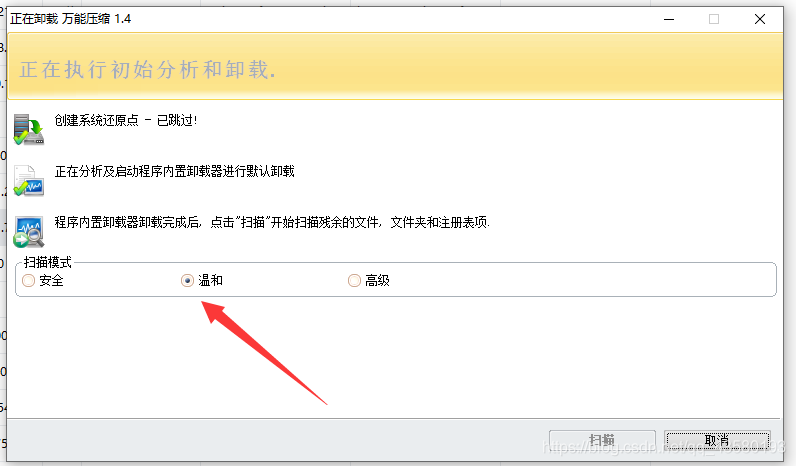 正在卸载 万能压缩 1.4
正在执行初始分析和卸载.
创建系统还原点 - 已跳过!
正在分析及启动程序内置卸载器进行默认卸载
程序内置卸载器卸载完成后, 点击"扫描"开始扫描残余的文件, 文件夹和注册表项.
扫描模式
安全 温和 高级
扫描 取消